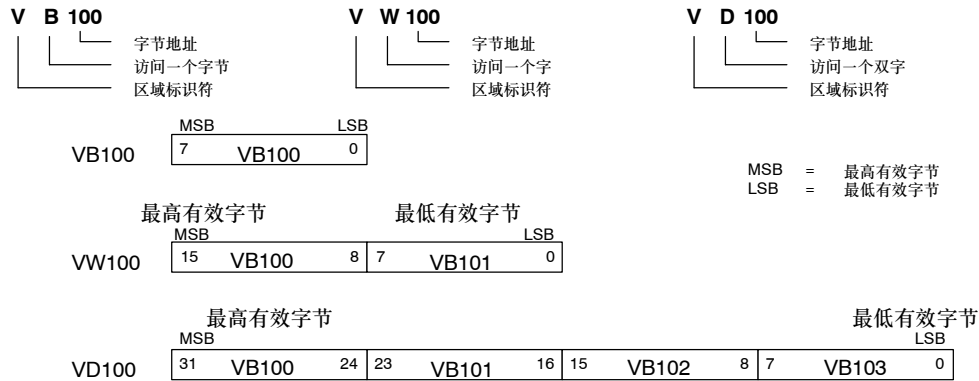 V B 100 V W 100 V D 100
字节地址 字节地址 字节地址
访问一个字节 访问一个字 访问一个双字
区域标识符 区域标识符 区域标识符
MSB LSB
VB100 7 VB100 0
MSB = 最高有效字节
LSB = 最低有效字节
最高有效字节 最低有效字节
MSB LSB
VW100 15 VB100 8 7 VB101 0
最高有效字节 最低有效字节
MSB LSB
VD100 31 VB100 24 23 VB101 16 15 VB102 8 7 VB103 0